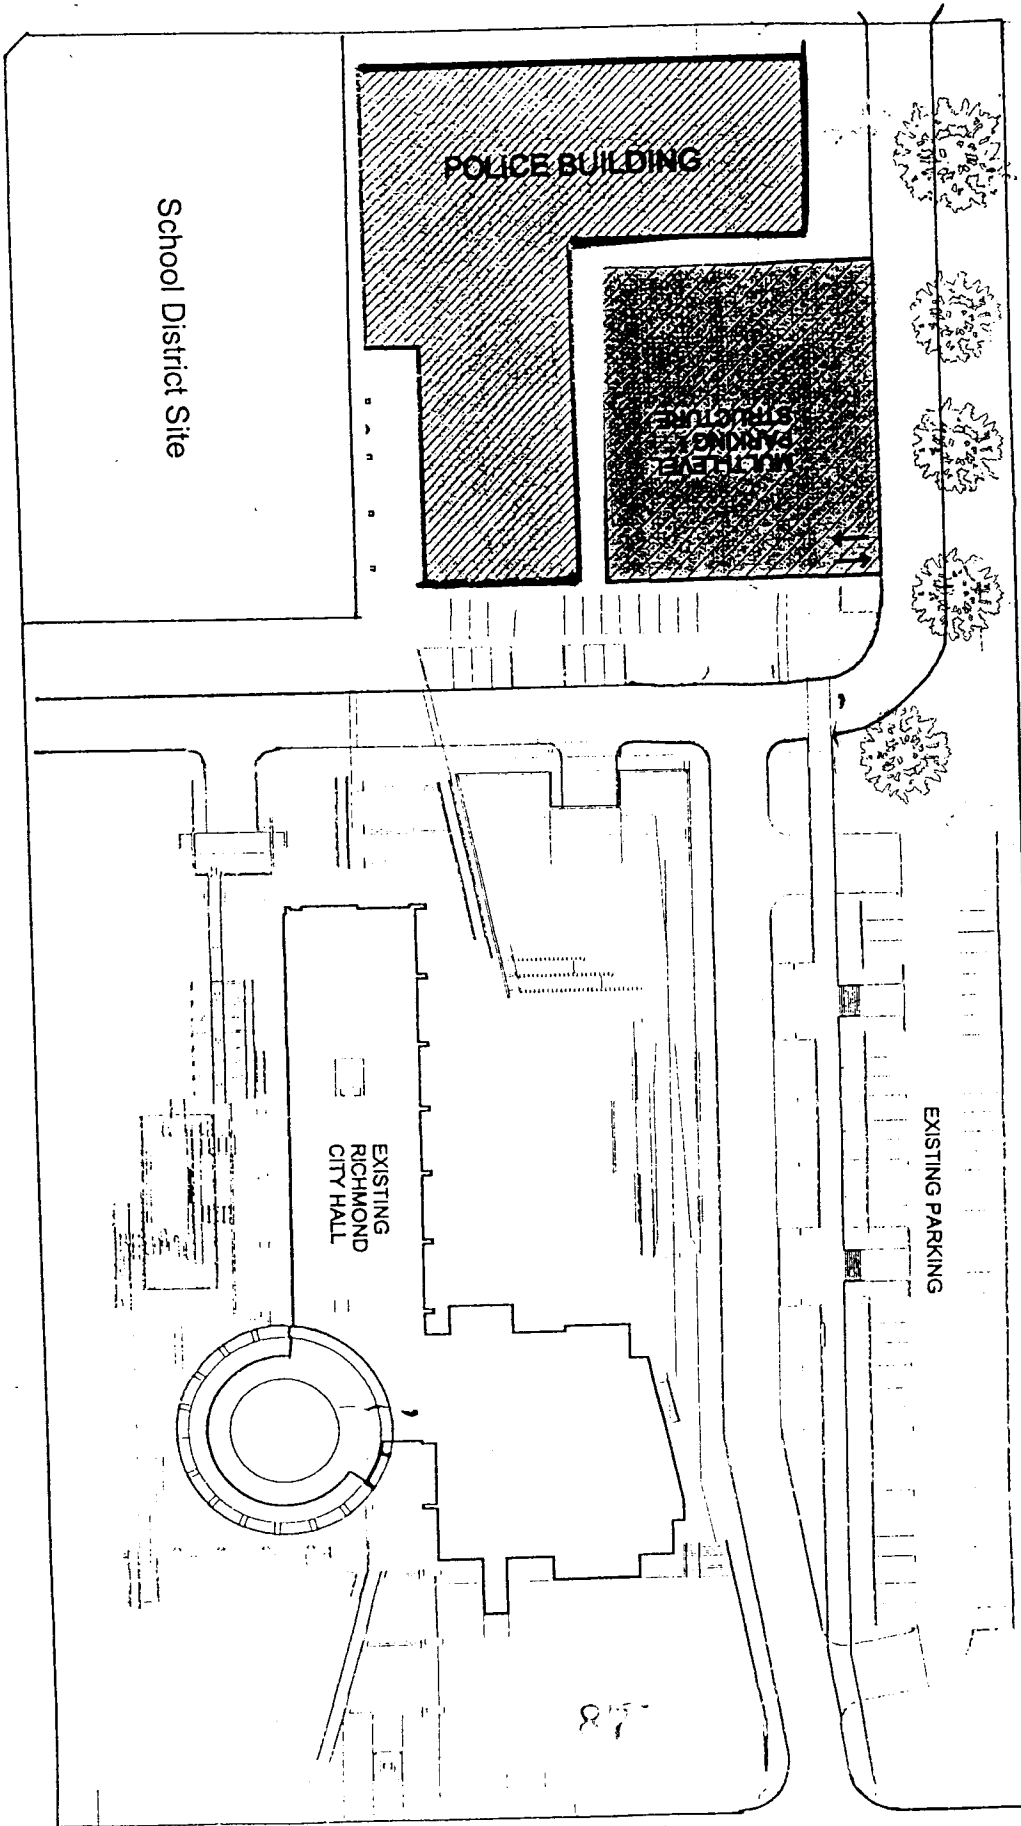 POLICE BUILDING
School District Site
MULTI-LEVEL
PARKING
STRUCTURE
EXISTING PARKING
EXISTING
RICHMOND
CITY HALL